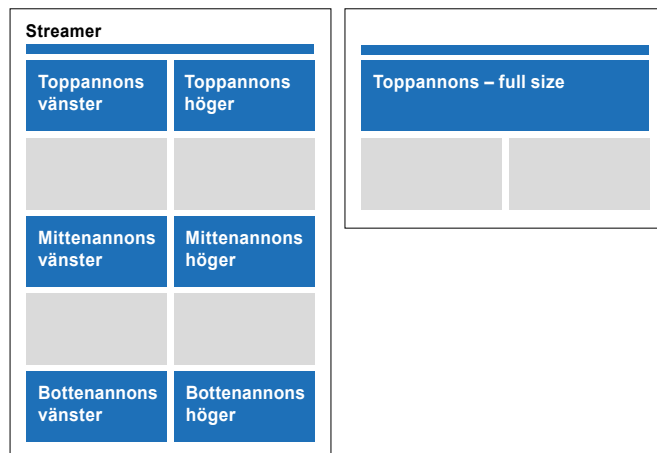 Streamer
Toppannons
vänster
Toppannons
höger
Mittenannons
vänster
Mittenannons
höger
Bottenannons
vänster
Bottenannons
höger
Toppannons – full size